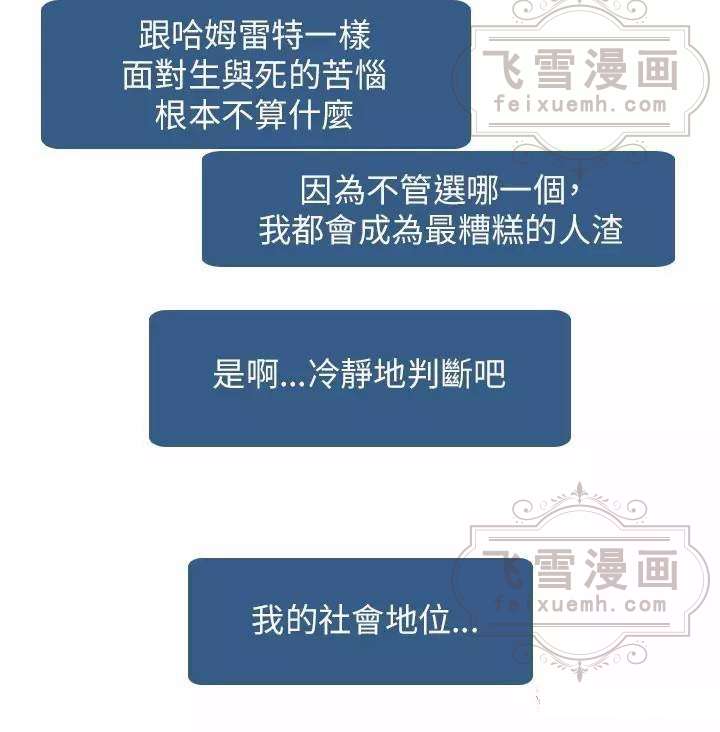 跟哈姆雷特一樣
面對生與死的苦惱
根本不算什麼
飞雪漫画
feixuemh.com
因為不管選哪一個，
我都會成為最糟糕的人渣
是啊...冷靜地判斷吧
飞雪漫画
feixuemh.com
我的社會地位...